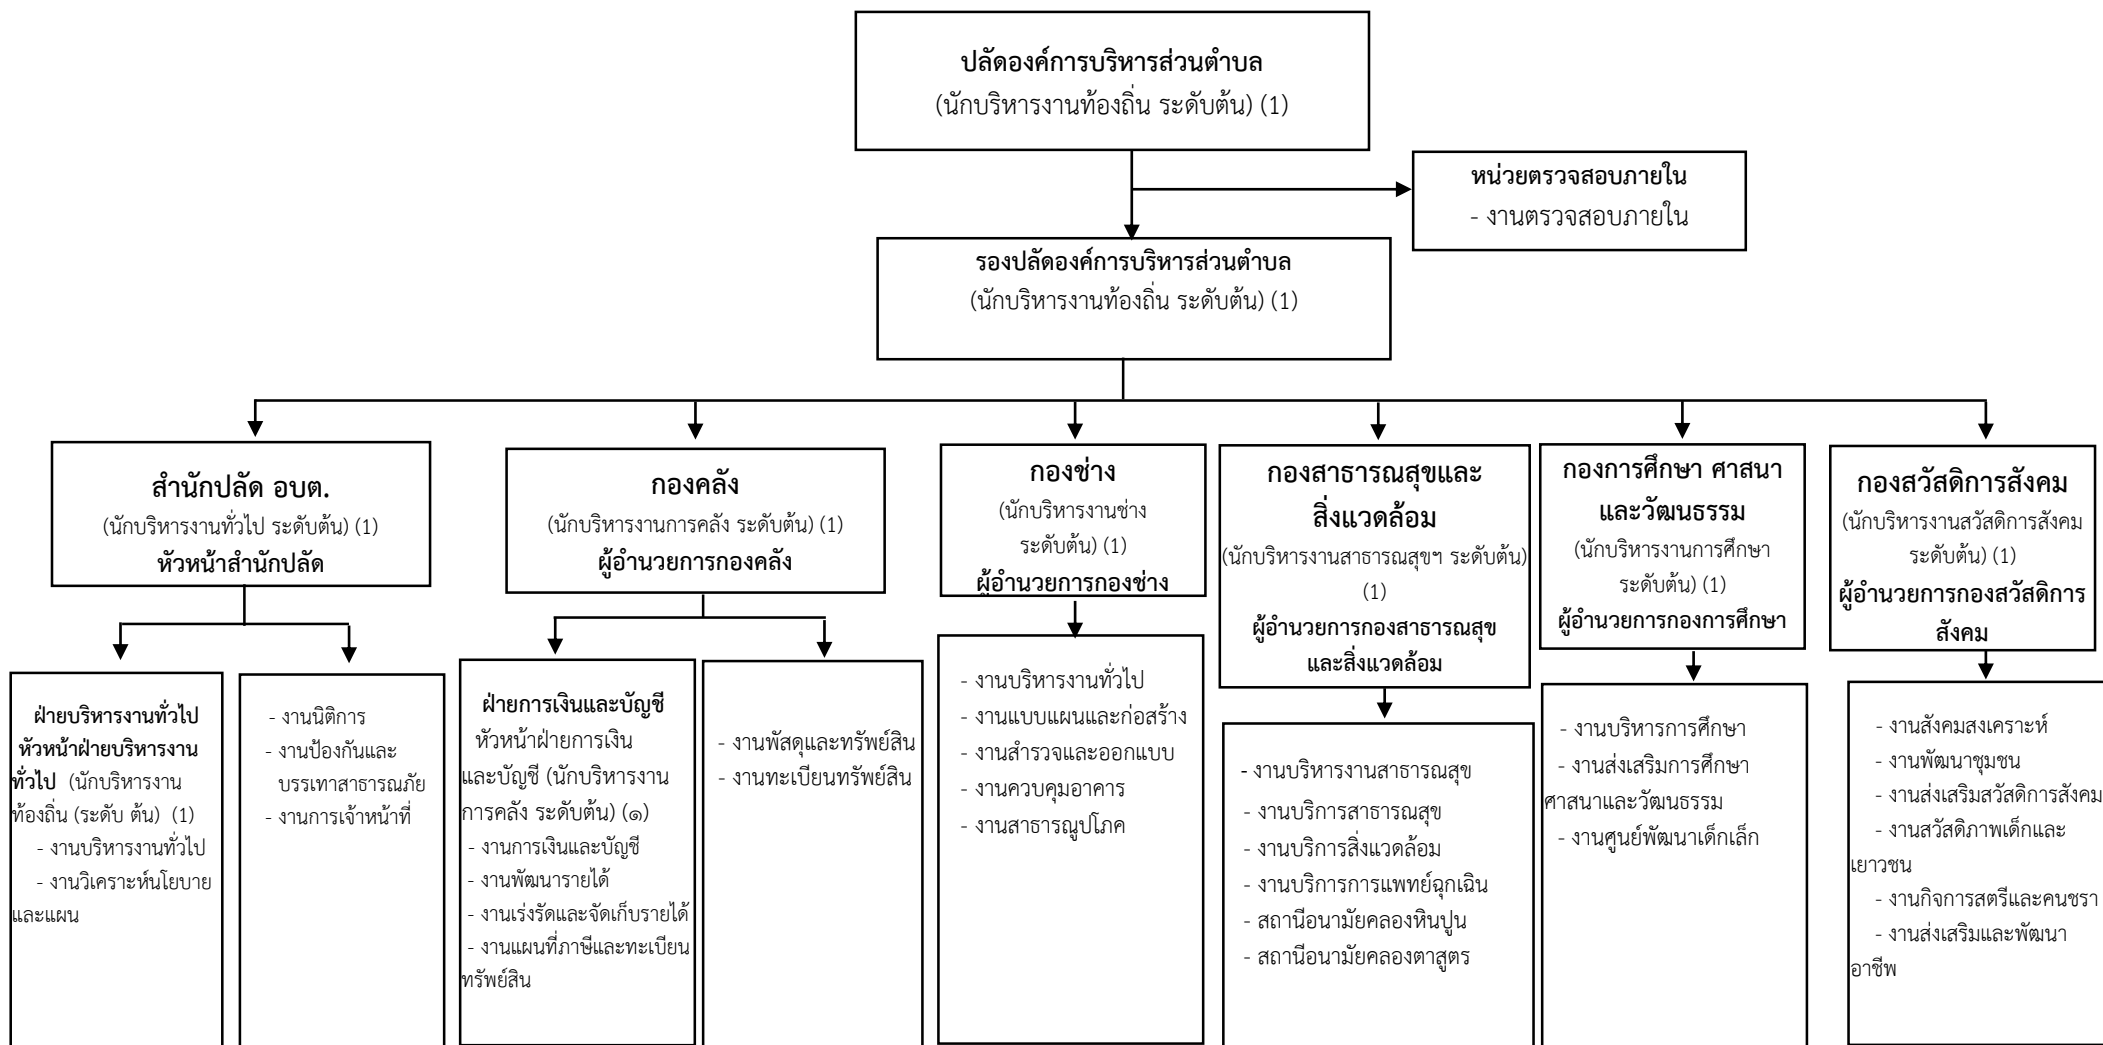 ปลัดองค์การบริหารส่วนตำบล
(นักบริหารงานท้องถิ่น ระดับต้น) (1)
หน่วยตรวจสอบภายใน
- งานตรวจสอบภายใน
รองปลัดองค์การบริหารส่วนตำบล
(นักบริหารงานท้องถิ่น ระดับต้น) (1)
สำนักปลัด อบต.
(นักบริหารงานทั่วไป ระดับต้น) (1)
หัวหน้าสำนักปลัด
กองคลัง
(นักบริหารงานการคลัง ระดับต้น) (1)
ผู้อำนวยการกองคลัง
กองช่าง
(นักบริหารงานช่าง
ระดับต้น) (1)
ผู้อำนวยการกองช่าง
กองสาธารณสุขและ
สิ่งแวดล้อม
(นักบริหารงานสาธารณสุขฯ ระดับต้น)
(1)
ผู้อำนวยการกองสาธารณสุข
และสิ่งแวดล้อม
กองการศึกษา ศาสนา
และวัฒนธรรม
(นักบริหารงานการศึกษา
ระดับต้น) (1)
ผู้อำนวยการกองการศึกษา
กองสวัสดิการสังคม
(นักบริหารงานสวัสดิการสังคม
ระดับต้น) (1)
ผู้อำนวยการกองสวัสดิการ
สังคม
ฝ่ายบริหารงานทั่วไป
หัวหน้าฝ่ายบริหารงาน
ทั่วไป (นักบริหารงาน
ท้องถิ่น (ระดับ ต้น) (1)
- งานบริหารงานทั่วไป
- งานวิเคราะห์นโยบาย
และแผน
- งานนิติการ
- งานป้องกันและ
บรรเทาสาธารณภัย
- งานการเจ้าหน้าที่
ฝ่ายการเงินและบัญชี
หัวหน้าฝ่ายการเงิน
และบัญชี (นักบริหารงาน
การคลัง ระดับต้น) (๑)
- งานการเงินและบัญชี
- งานพัฒนารายได้
- งานเร่งรัดและจัดเก็บรายได้
- งานแผนที่ภาษีและทะเบียน
ทรัพย์สิน
- งานพัสดุและทรัพย์สิน
- งานทะเบียนทรัพย์สิน
- งานบริหารงานทั่วไป
- งานแบบแผนและก่อสร้าง
- งานสำรวจและออกแบบ
- งานควบคุมอาคาร
- งานสาธารณูปโภค
- งานบริหารงานสาธารณสุข
- งานบริการสาธารณสุข
- งานบริการสิ่งแวดล้อม
- งานบริการการแพทย์ฉุกเฉิน
- สถานีอนามัยคลองหินปูน
- สถานีอนามัยคลองตาสูตร
- งานบริหารการศึกษา
- งานส่งเสริมการศึกษา
ศาสนาและวัฒนธรรม
- งานศูนย์พัฒนาเด็กเล็ก
- งานสังคมสงเคราะห์
- งานพัฒนาชุมชน
- งานส่งเสริมสวัสดิการสังคม
- งานสวัสดิภาพเด็กและ
เยาวชน
- งานกิจการสตรีและคนชรา
- งานส่งเสริมและพัฒนา
อาชีพ